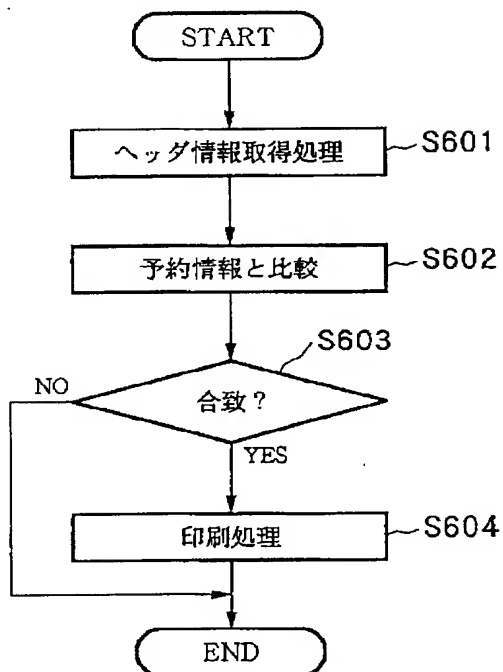 START
ヘッダ情報取得処理
S601
予約情報と比較
S602
S603
合致?
NO
YES
印刷処理
S604
END